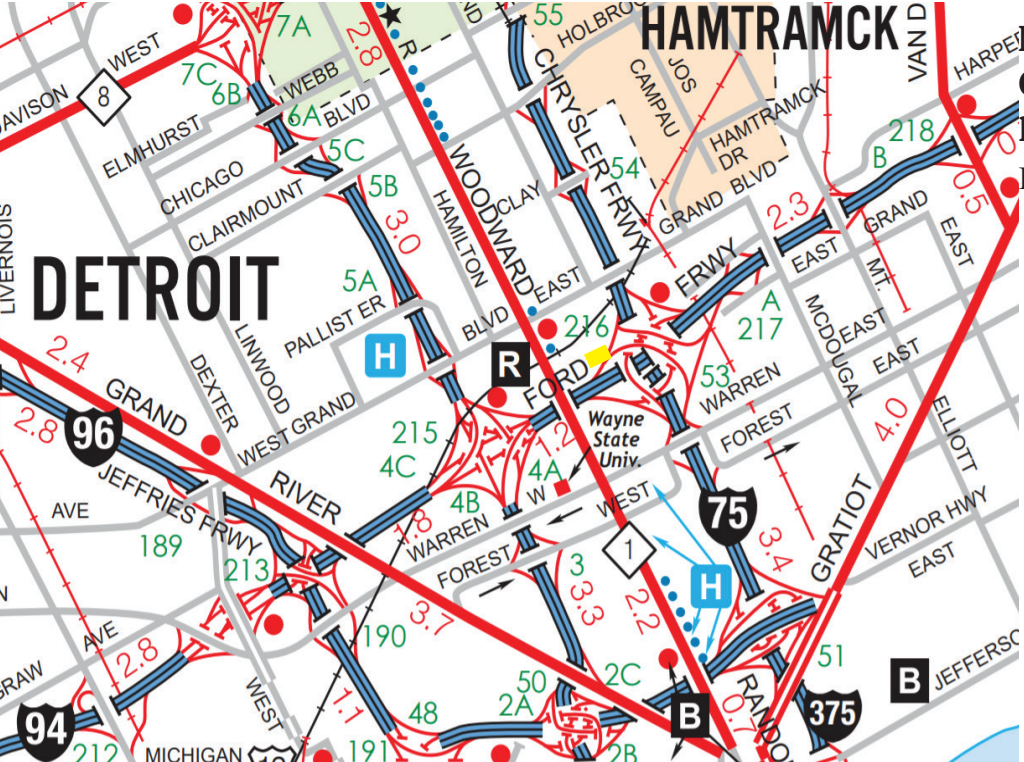 55
ND
HAMTRAMCK
VAN D
7A
WEST
2.8
R
HOLBROO
HARPER
7C
6B
WEBB
8
DAVISON
6A
BLVD
CHRYSLER FRWY
CAMPAU
JOS
HAMTRAMCK
DR
218
B
ELMHURST
5C
CHICAGO
WOODWARD
54
BLVD
0.5
5B
CLAY
GRAND
2.3
CLAIRMOUNT
3.0
HAMILTON
GRAND
EAST
EAST
LIVERNOIS
DETROIT
5A
EAST
FRWY
MT.
A
217
PALLISTER
BLVD
216
MCDOUGAL
EAST
EAST
LINWOOD
H
R
FORD
53
WARREN
2.4
DEXTER
GRAND
WEST GRAND
Wayne
State
Univ.
FOREST
ELLIOTT
4.0
2.8
96
215
4C
1.2
4A
JEFFRIES FRWY
RIVER
4B
W
WEST
75
GRATIOT
AVE
189
1.8
WARREN
1
3.4
VERNOR HWY
EAST
213
FOREST
3
H
3.3
2.2
3.7
190
AVE
2.8
51
GRAW
WEST
1.1
50
2C
2A
B
B
JEFFERSO
94
48
0.7
RANDO
375
212
MICHIGAN
191
2B